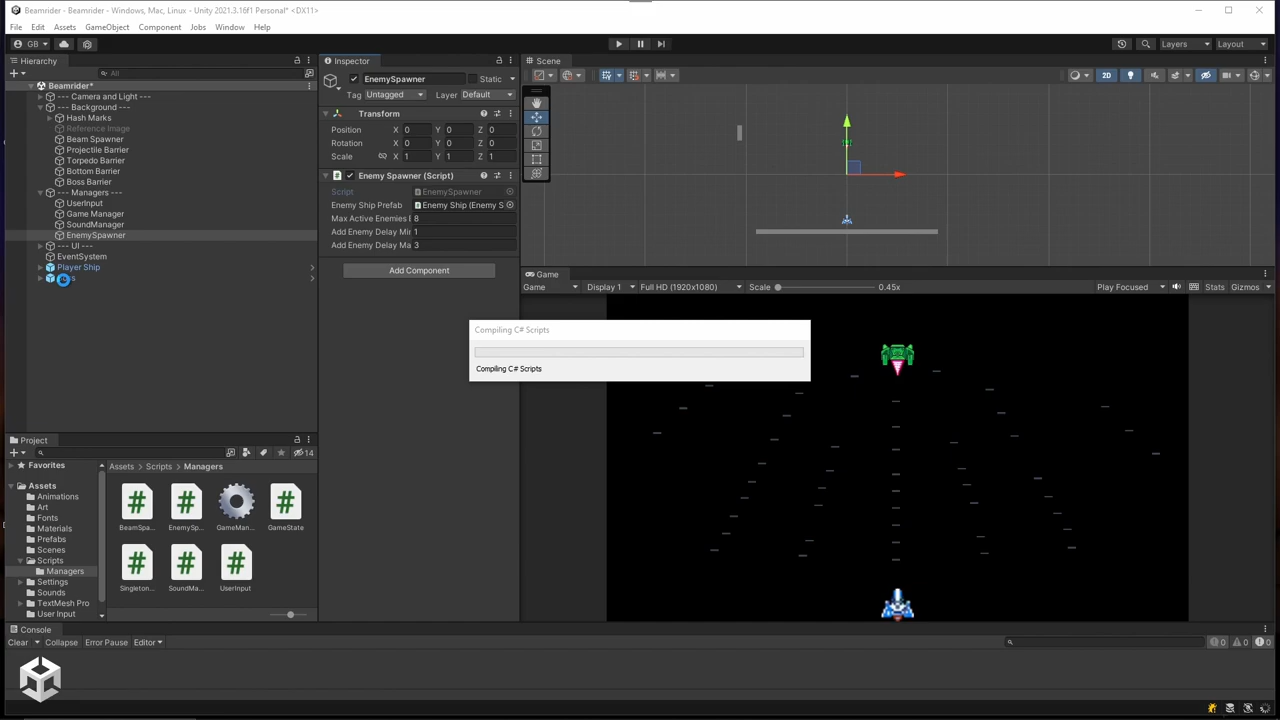 Beamrider - Beamrider - Windows, Mac, Linux - Unity 2021.3.16f1 Personal* <DX11>
File Edit Assets GameObject Component Jobs Window Help
GB Layers Layout
Hierarchy
All
Beamrider*
--- Camera and Light ---
--- Background ---
Hash Marks
Reference Image
Beam Spawner
Projectile Barrier
Torpedo Barrier
Bottom Barrier
Boss Barrier
--- Managers ---
UserInput
Game Manager
SoundManager
EnemySpawner
--- UI ---
EventSystem
Player Ship
Inspector
EnemySpawner Static
Tag Untagged Layer Default
Transform
Position X 0 Y 0 Z 0
Rotation X 0 Y 0 Z 0
Scale X 1 Y 1 Z 1
Enemy Spawner (Script)
Script EnemySpawner
Enemy Ship Prefab Enemy Ship (Enemy S
Max Active Enemies 8
Add Enemy Delay Mir 1
Add Enemy Delay Ma 3
Add Component
Scene
2D
Game
Game Display 1 Full HD (1920x1080) Scale 0.45x Play Focused Stats Gizmos
Compiling C# Scripts
Compiling C# Scripts
Project
14
Favorites
Assets
Animations
Art
Fonts
Materials
Prefabs
Scenes
Scripts
Managers
Settings
Sounds
TextMesh Pro
User Input
Assets > Scripts > Managers
BeamSpa... EnemySp... GameMan... GameState
Singleton... SoundMa... UserInput
Console
Clear Collapse Error Pause Editor 0 0 0